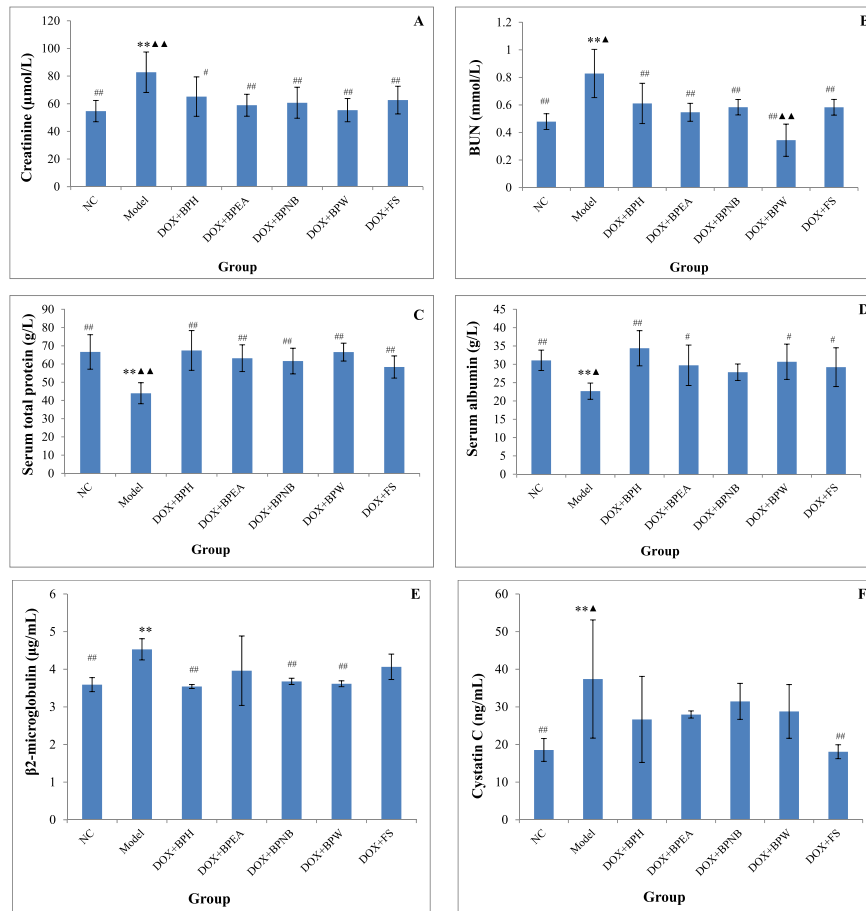 A
Creatinine (µmol/L)
120
100
80
60
40
20
0
## **▲▲ # ## ## ## ##
NC Model DOX+BPH DOX+BPEA DOX+BPNB DOX+BPW DOX+FS
Group
B
BUN (mmol/L)
1.2
1
0.8
0.6
0.4
0.2
0
## **▲ ## ## ## ##▲▲ ##
NC Model DOX+BPH DOX+BPEA DOX+BPNB DOX+BPW DOX+FS
Group
C
Serum total protein (g/L)
90
80
70
60
50
40
30
20
10
0
## **▲▲ ## ## ## ## ##
NC Model DOX+BPH DOX+BPEA DOX+BPNB DOX+BPW DOX+FS
Group
D
Serum albumin (g/L)
45
40
35
30
25
20
15
10
5
0
## **▲ ## # # #
NC Model DOX+BPH DOX+BPEA DOX+BPNB DOX+BPW DOX+FS
Group
E
β2-microglobulin (µg/mL)
6
5
4
3
2
1
0
## ** ## ## ##
NC Model DOX+BPH DOX+BPEA DOX+BPNB DOX+BPW DOX+FS
Group
F
Cystatin C (ng/mL)
60
50
40
30
20
10
0
## **▲ ##
NC Model DOX+BPH DOX+BPEA DOX+BPNB DOX+BPW DOX+FS
Group